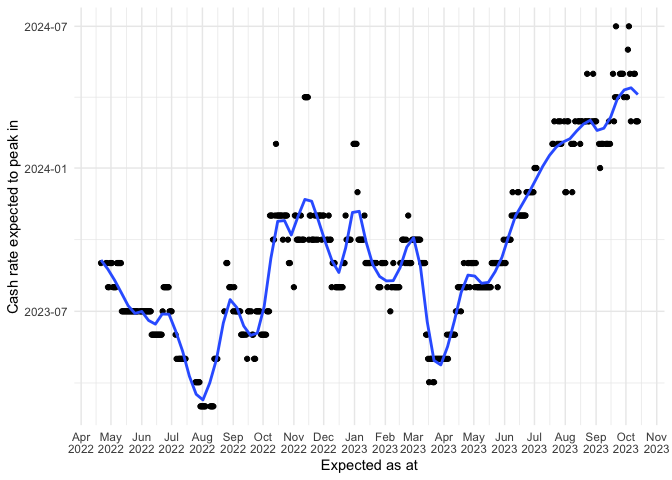 2024-07
2024-01
2023-07
Cash rate expected to peak in
Apr May Jun Jul Aug Sep Oct Nov Dec Jan Feb Mar Apr May Jun Jul Aug Sep Oct Nov
2022 2022 2022 2022 2022 2022 2022 2022 2022 2023 2023 2023 2023 2023 2023 2023 2023 2023 2023 2023
Expected as at